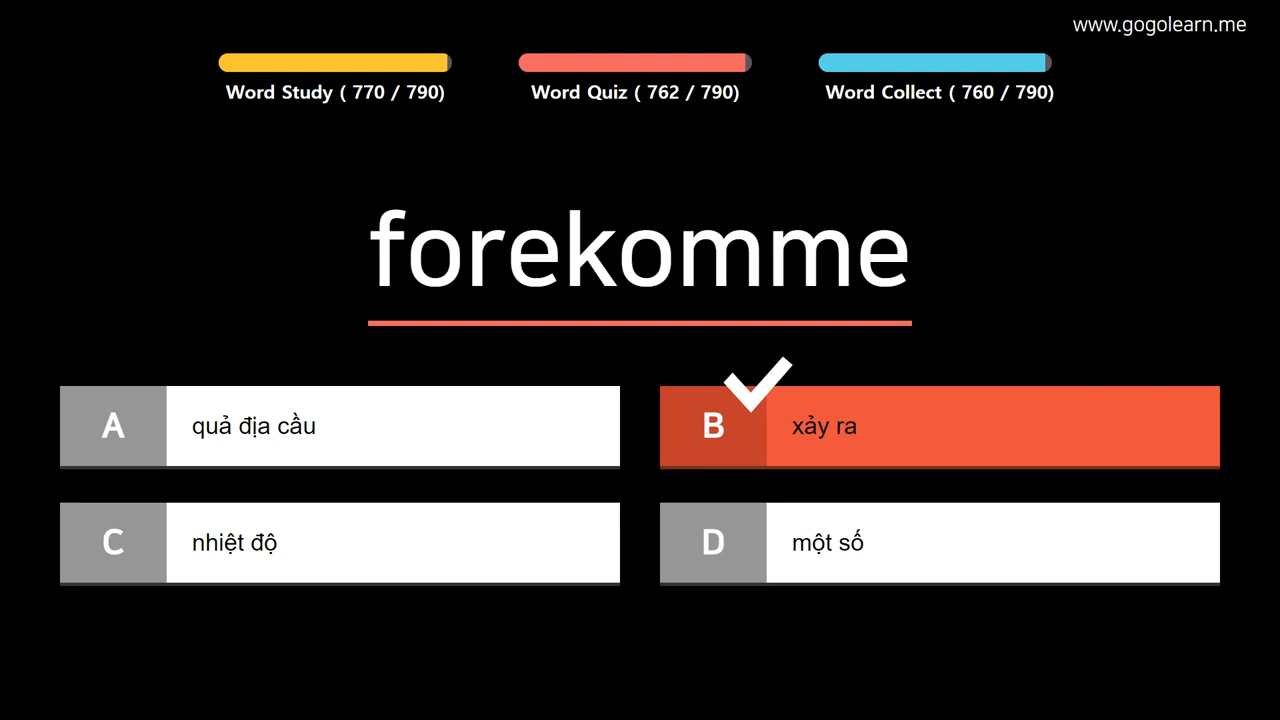 www.gogolearn.me
Word Study ( 770 / 790)
Word Quiz ( 762 / 790)
Word Collect ( 760 / 790)
forekomme
A quả địa cầu
B xảy ra
C nhiệt độ
D một số